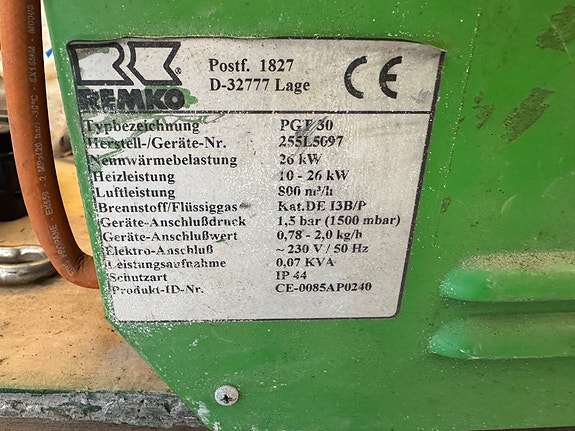 Postf. 1827
D-32777 Lage
CE
REMKO
Typbezeichnung PGT 30
Herstell-/Geräte-Nr. 255L5097
Nennwärmebelastung 26 kW
Heizleistung 10 - 26 kW
Luftleistung 800 m³/h
Brennstoff/Flüssiggas Kat.DE I3B/P
Geräte-Anschlußdruck 1,5 bar (1500 mbar)
Geräte-Anschlußwert 0,78 - 2,0 kg/h
Elektro-Anschluß ~ 230 V / 50 Hz
Leistungsaufnahme 0,07 KVA
Schutzart IP 44
Produkt-ID-Nr. CE-0085AP0240